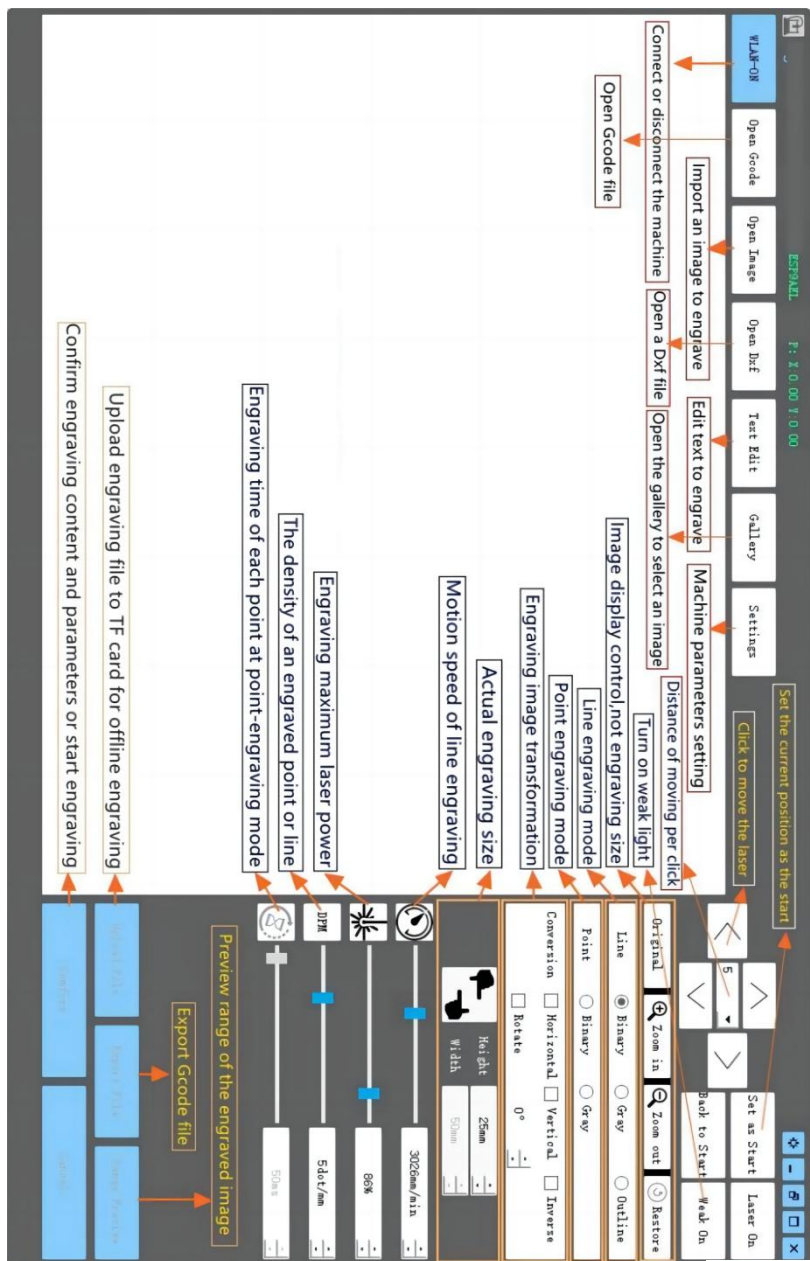 ESP9AEL P: X:0.00 Y:0.00
WLAN-ON
Open Gcode
Open Image
Open Dxf
Text Edit
Gallery
Settings
Set the current position as the start
Click to move the laser
Connect or disconnect the machine
Open Gcode file
Import an image to engrave
Open a Dxf file
Edit text to engrave
Open the gallery to select an image
Machine parameters setting
Distance of moving per click
Turn on weak light
Image display control,not engraving size
Line engraving mode
Point engraving mode
Engraving image transformation
Actual engraving size
Motion speed of line engraving
Engraving maximum laser power
The density of an engraved point or line
Engraving time of each point at point-engraving mode
Upload engraving file to TF card for offline engraving
Confirm engraving content and parameters or start engraving
5
Set as Start
Laser On
Back to Start
Weak On
Original
Zoom in
Zoom out
Restore
Line
Binary
Gray
Outline
Point
Binary
Gray
Conversion
Horizontal
Vertical
Inverse
Rotate
0°
Height
25mm
Width
50mm
3026mm/min
86%
DPM
5dot/mm
50ms
Preview range of the engraved image
Export Gcode file
Upload File
Export File